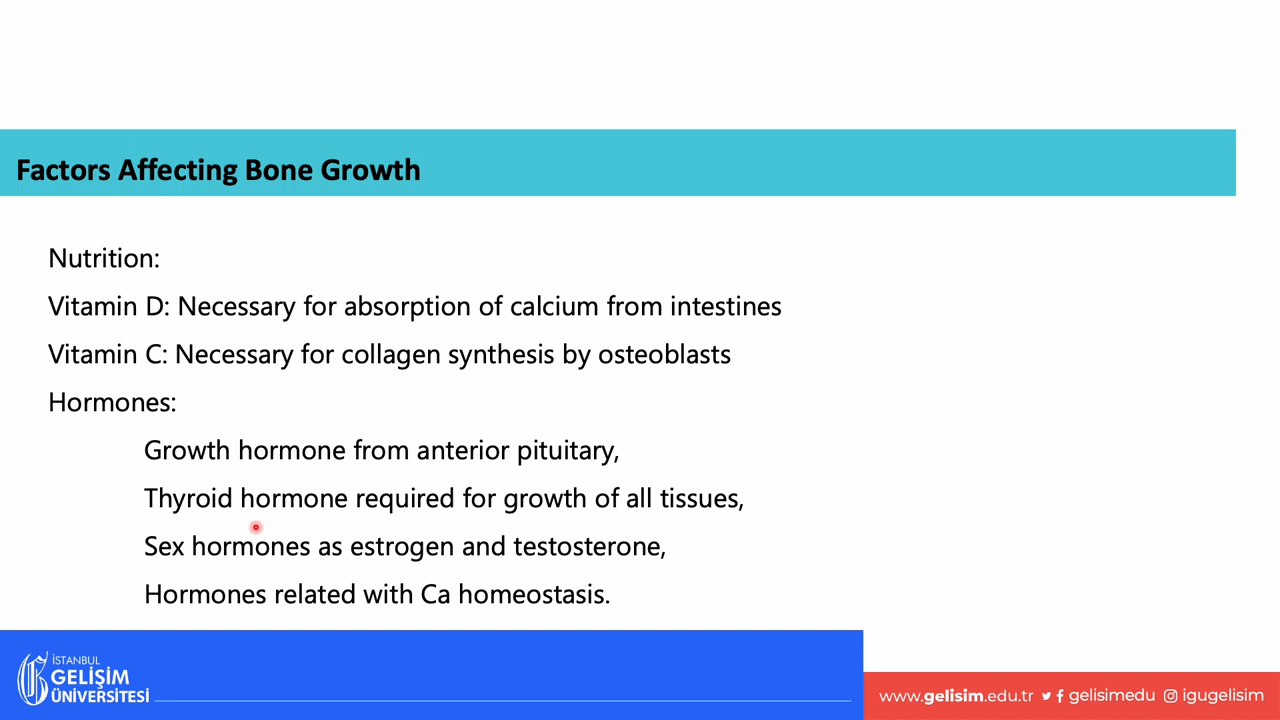 Factors Affecting Bone Growth
Nutrition:
Vitamin D: Necessary for absorption of calcium from intestines
Vitamin C: Necessary for collagen synthesis by osteoblasts
Hormones:
Growth hormone from anterior pituitary,
Thyroid hormone required for growth of all tissues,
Sex hormones as estrogen and testosterone,
Hormones related with Ca homeostasis.
İSTANBUL
GELİŞİM
ÜNİVERSİTESİ
www.gelisim.edu.tr gelisimedu igugelisim